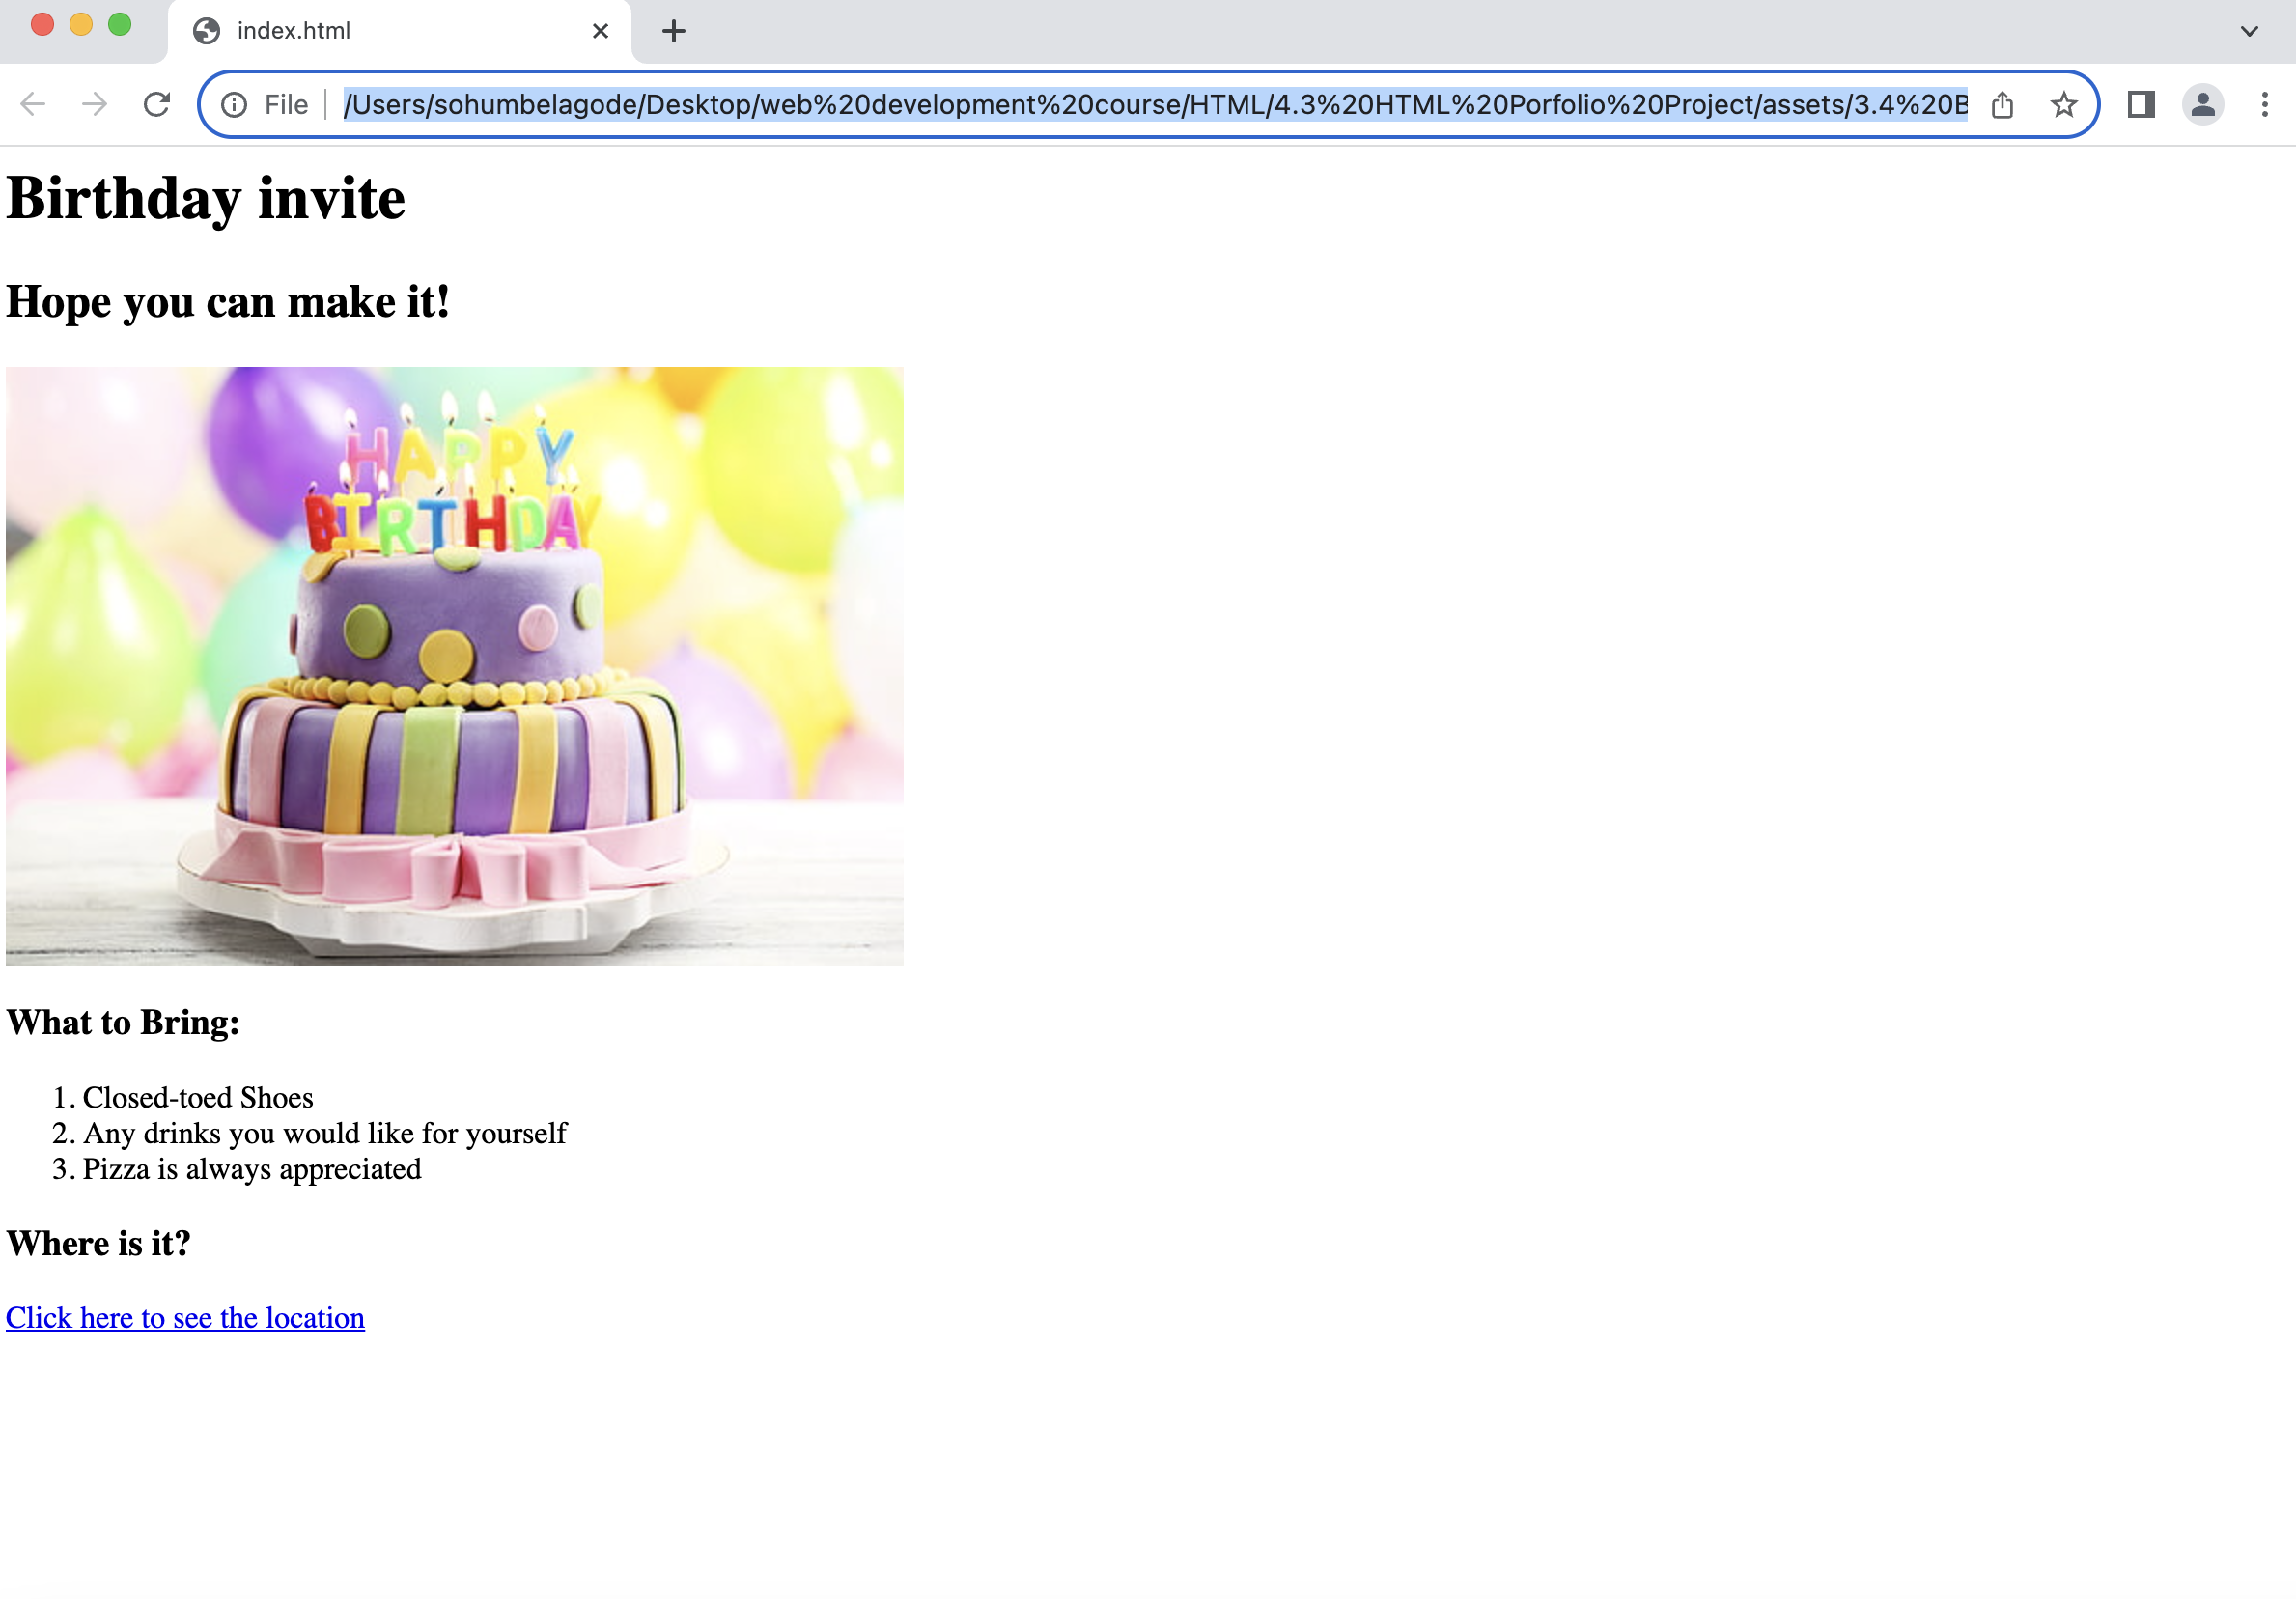 index.html
File /Users/sohumbelagode/Desktop/web%20development%20course/HTML/4.3%20HTML%20Porfolio%20Project/assets/3.4%20B
Birthday invite
Hope you can make it!
HAPPY
BIRTHDAY
What to Bring:
1. Closed-toed Shoes
2. Any drinks you would like for yourself
3. Pizza is always appreciated
Where is it?
Click here to see the location